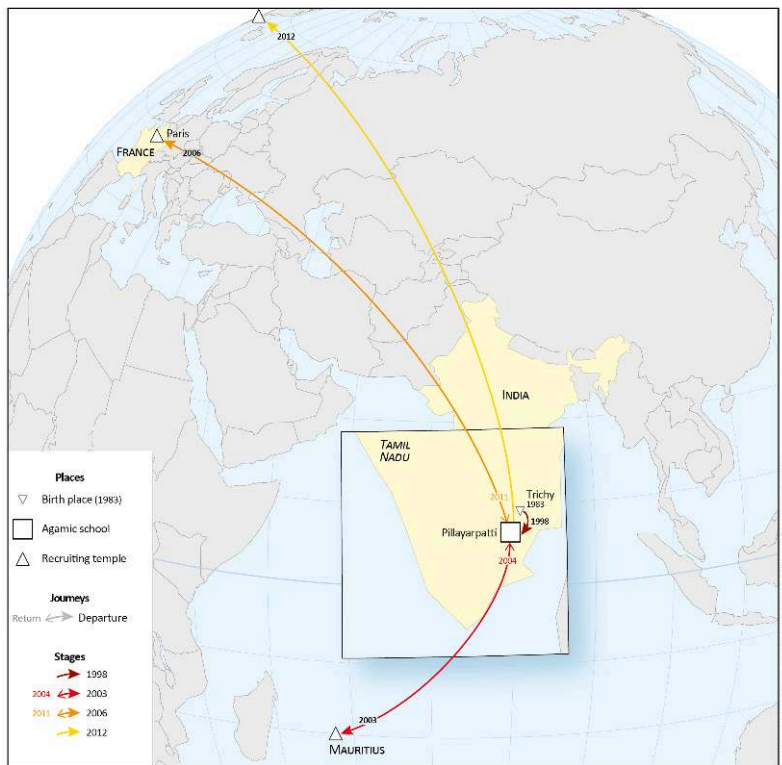 2012
Paris
FRANCE
2006
INDIA
TAMIL
NADU
2011
Trichy
1983
1998
Pillayarpatti
2004
2003
MAURITIUS
Places
Birth place (1983)
Agamic school
Recruiting temple
Journeys
Return Departure
Stages
1998
2004 2003
2011 2006
2012